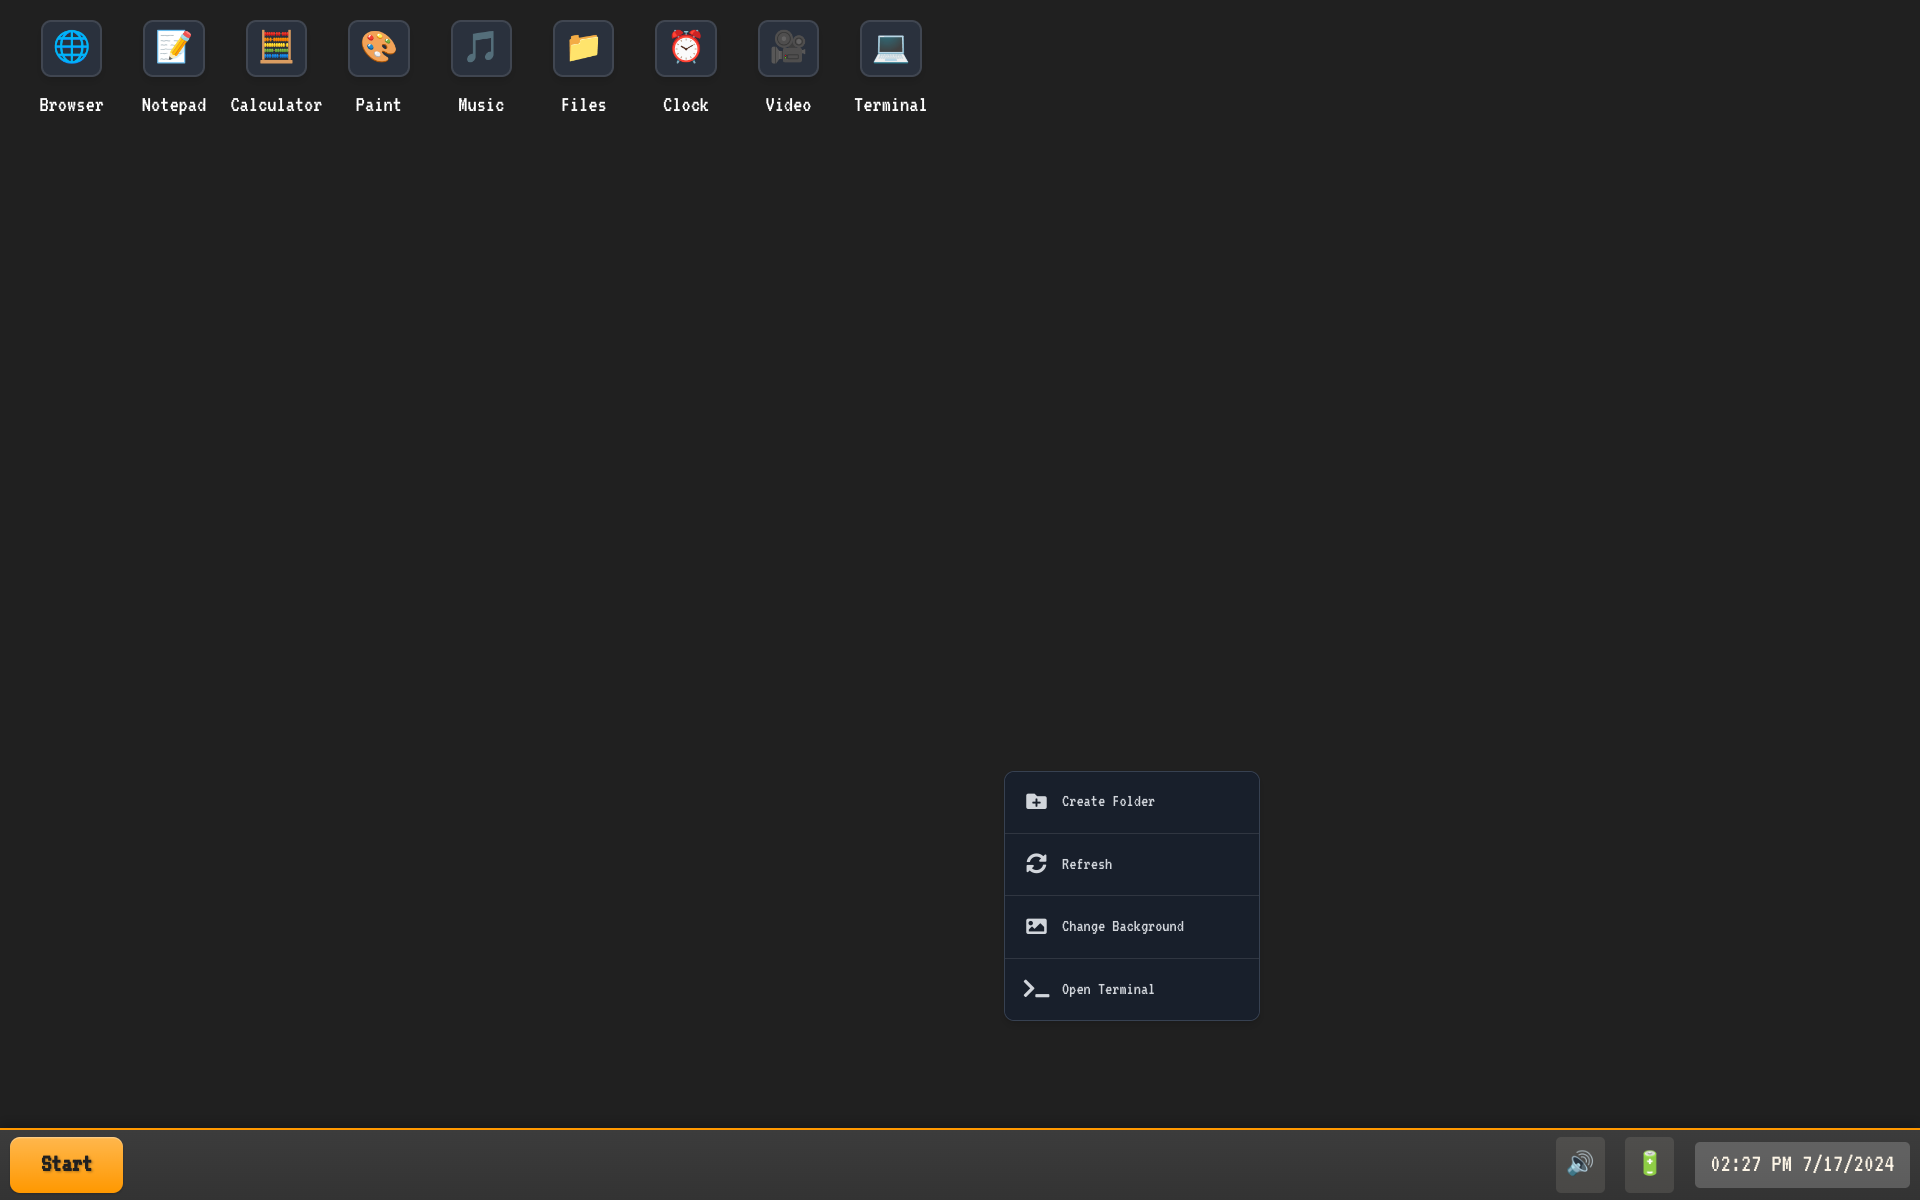 Browser
Notepad
Calculator
Paint
Music
Files
Clock
Video
Terminal
Create Folder
Refresh
Change Background
Open Terminal
Start
02:27 PM 7/17/2024